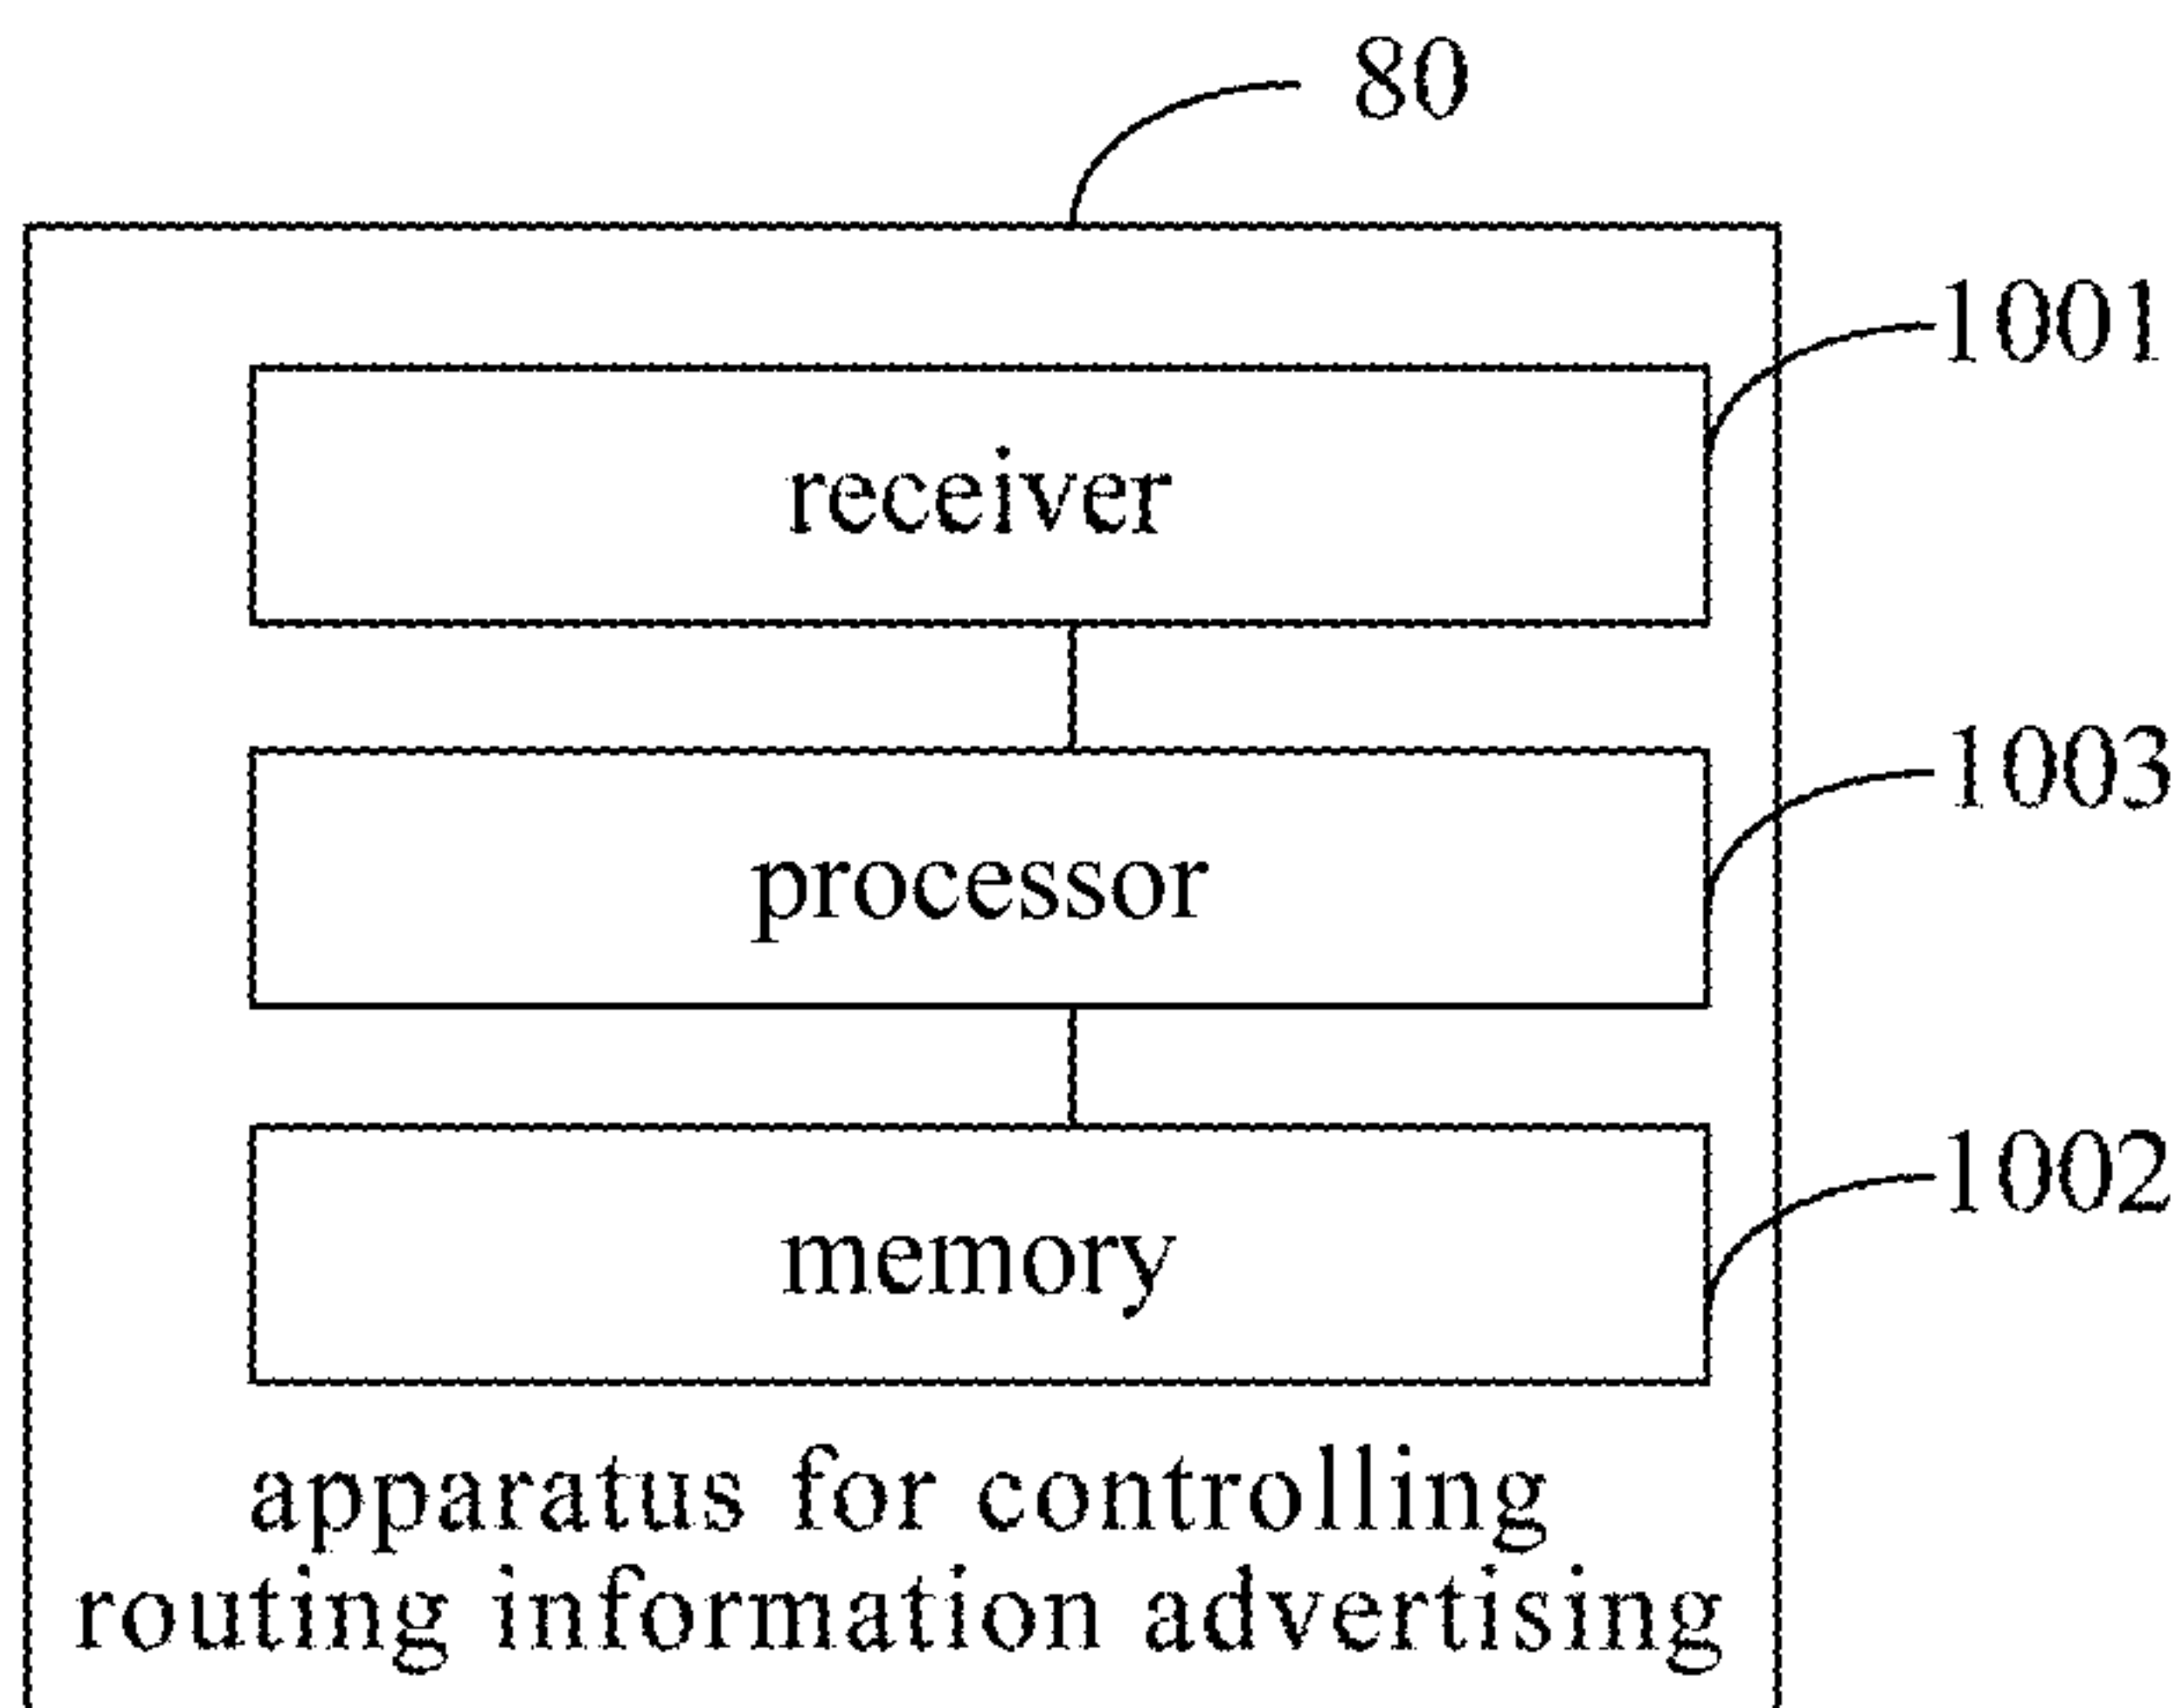 80
1001
receiver
1003
processor
1002
memory
apparatus for controlling
routing information advertising